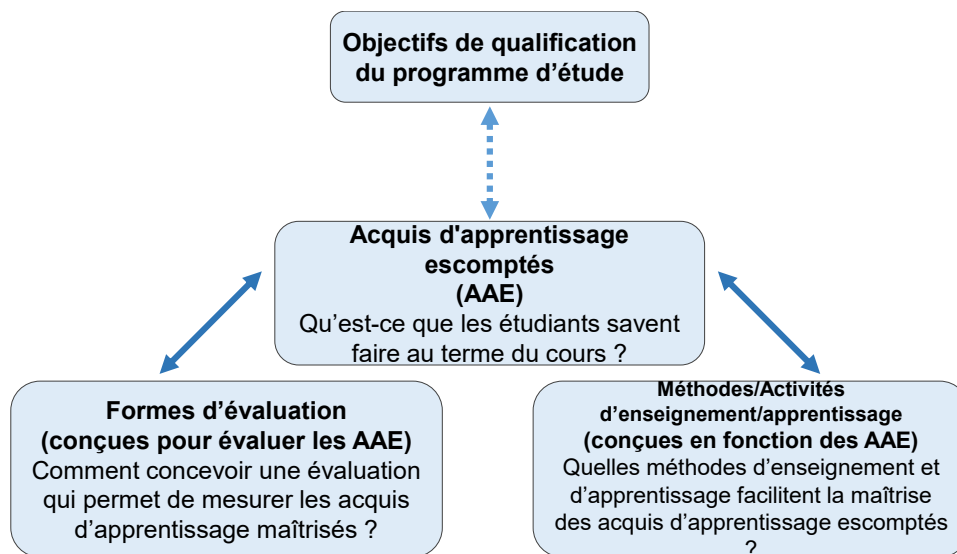 Objectifs de qualification
du programme d’étude
Acquis d'apprentissage
escomptés
(AAE)
Qu’est-ce que les étudiants savent
faire au terme du cours ?
Formes d’évaluation
(conçues pour évaluer les AAE)
Comment concevoir une évaluation
qui permet de mesurer les acquis
d’apprentissage maîtrisés ?
Méthodes/Activités
d’enseignement/apprentissage
(conçues en fonction des AAE)
Quelles méthodes d’enseignement et
d’apprentissage facilitent la maîtrise
des acquis d’apprentissage escomptés
?